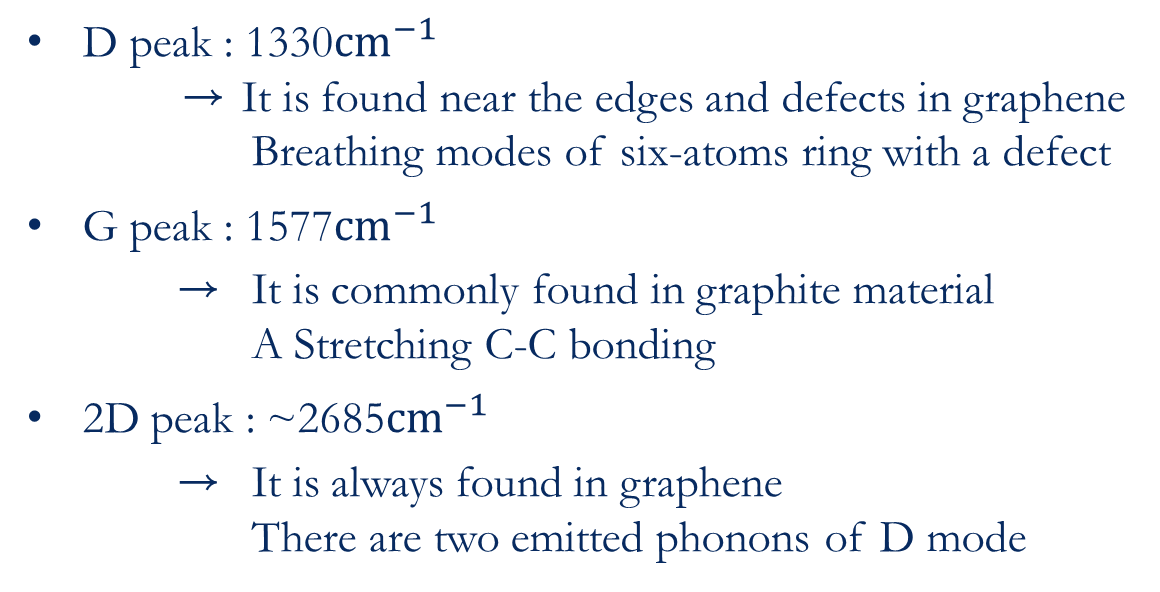 • D peak : 1330cm⁻¹
→ It is found near the edges and defects in graphene
Breathing modes of six-atoms ring with a defect
• G peak : 1577cm⁻¹
→ It is commonly found in graphite material
A Stretching C-C bonding
• 2D peak : ~2685cm⁻¹
→ It is always found in graphene
There are two emitted phonons of D mode